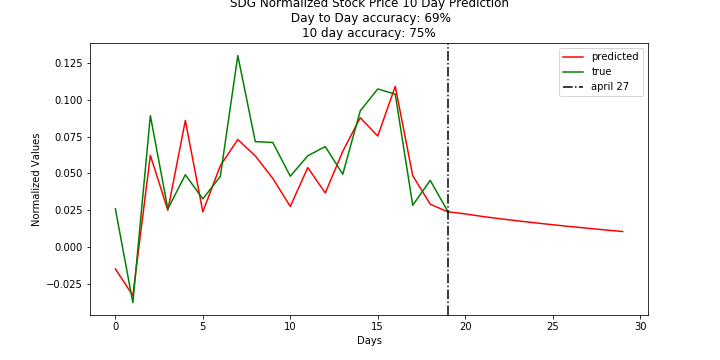 SDG Normalized Stock Price 10 Day Prediction
Day to Day accuracy: 69%
10 day accuracy: 75%
predicted
true
april 27
Normalized Values
0.125
0.100
0.075
0.050
0.025
0.000
−0.025
0 5 10 15 20 25 30
Days